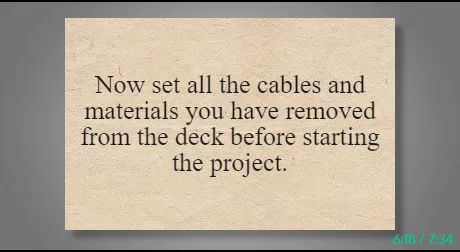 Now set all the cables and
materials you have removed
from the deck before starting
the project.
6:18 / 7:34